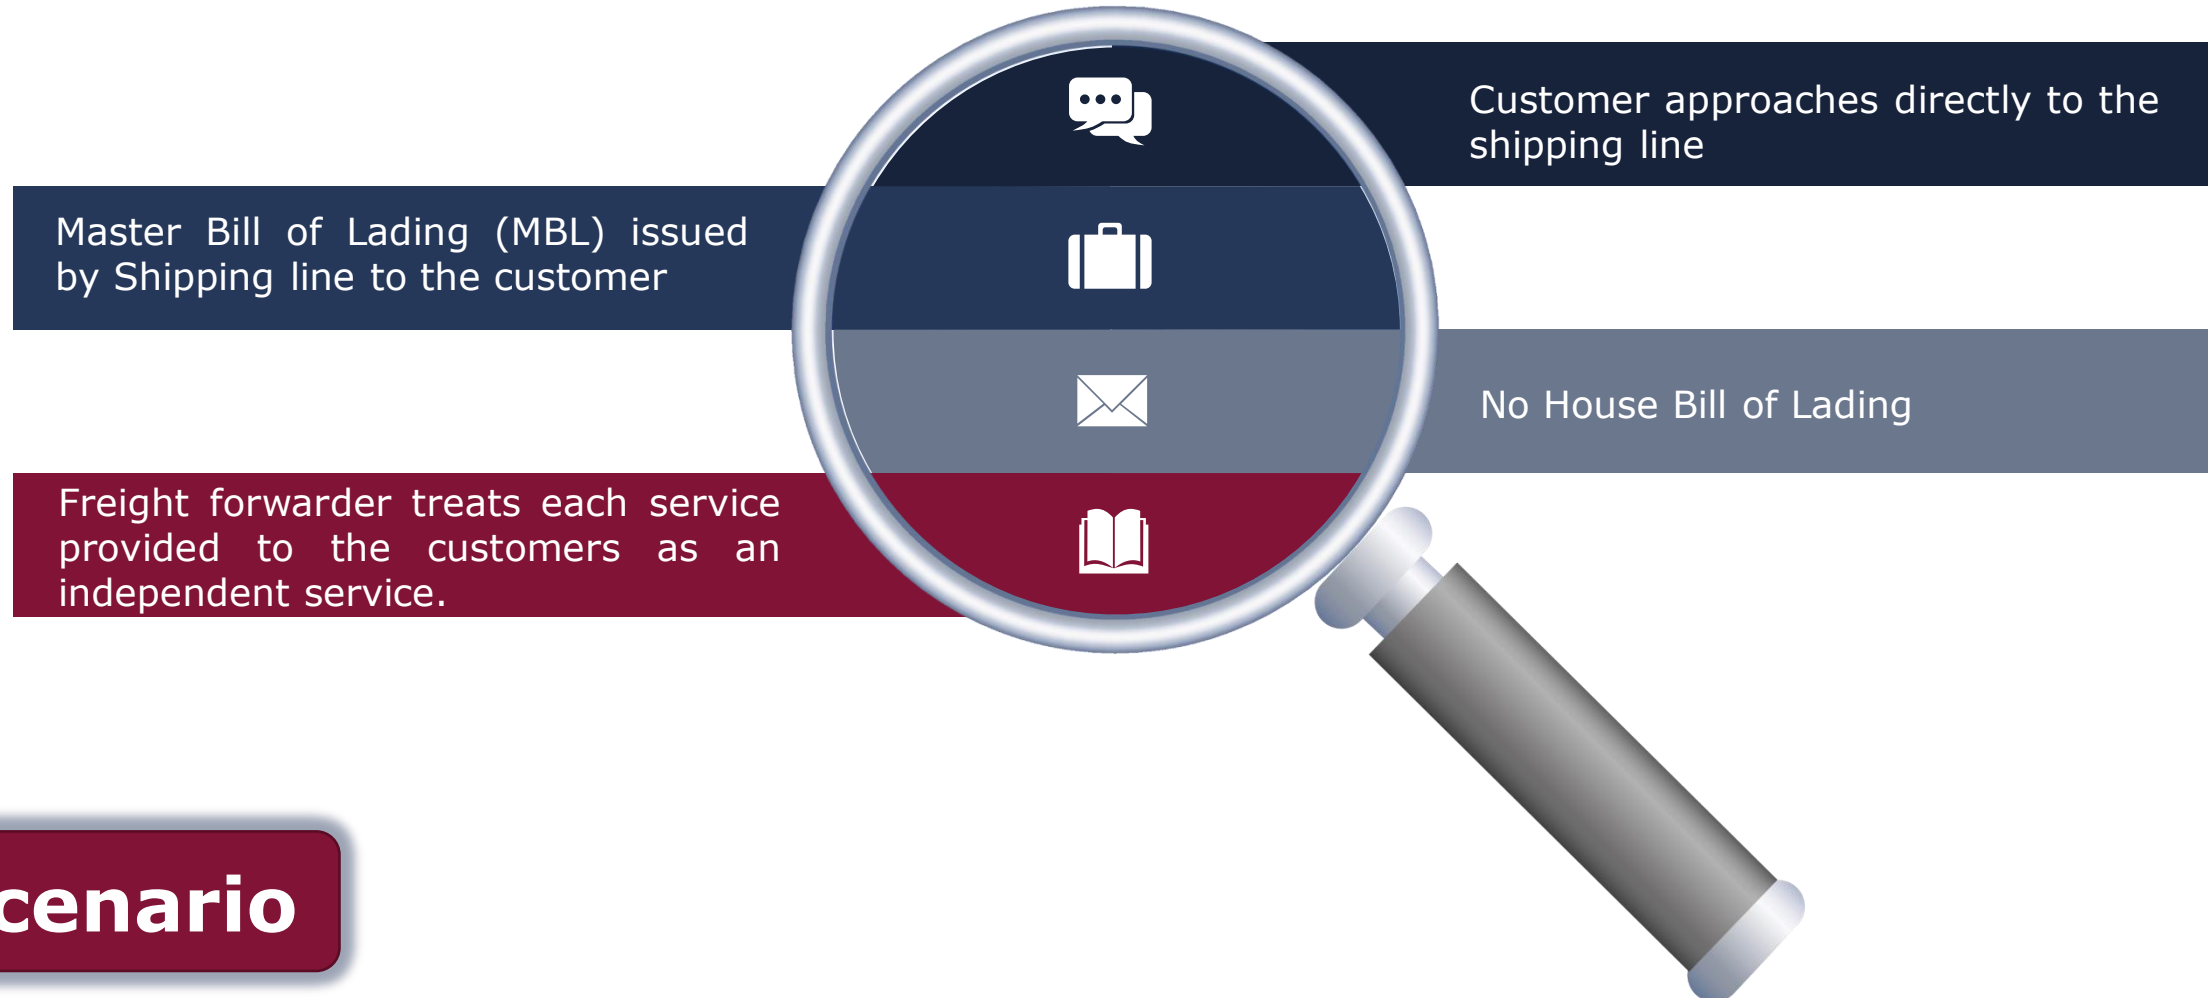 Customer approaches directly to the
shipping line
Master Bill of Lading (MBL) issued
by Shipping line to the customer
No House Bill of Lading
Freight forwarder treats each service
provided to the customers as an
independent service.
cenario